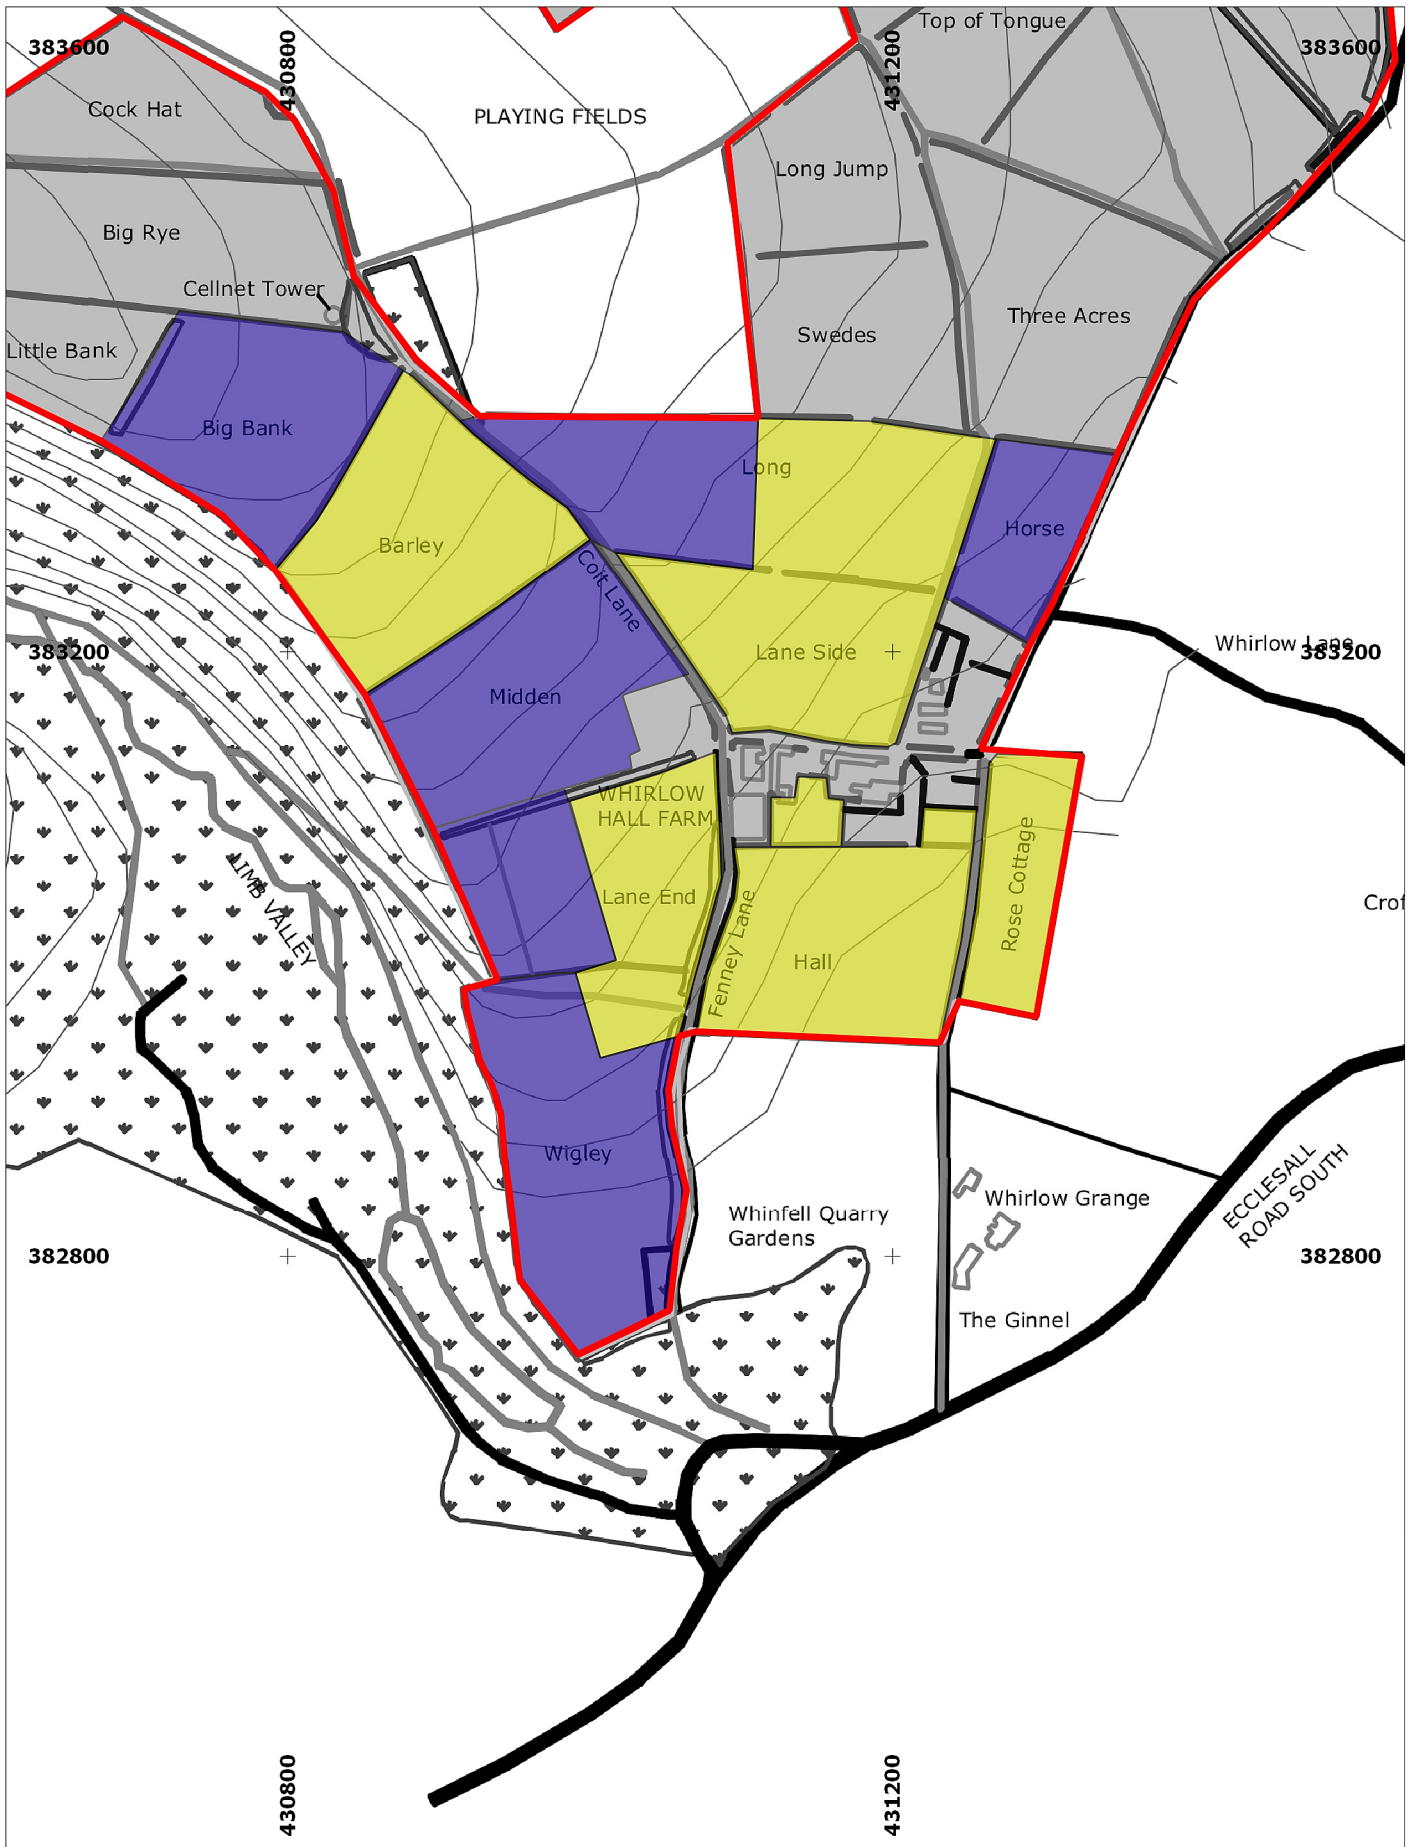 Top of Tongue
383600
430800
431200
383600
Cock Hat
PLAYING FIELDS
Long Jump
Big Rye
Cellnet Tower
Three Acres
Swedes
Little Bank
Big Bank
Long
Horse
Barley
Colt Lane
Whirlow Lane
383200
Lane Side
383200
Midden
WHIRLOW
HALL FARM
Rose Cottage
Lane End
LIMB VALLEY
Crof
Fenney Lane
Hall
Wigley
Whirlow Grange
ECCLESALL
ROAD SOUTH
Whinfell Quarry
Gardens
382800
382800
The Ginnel
430800
431200